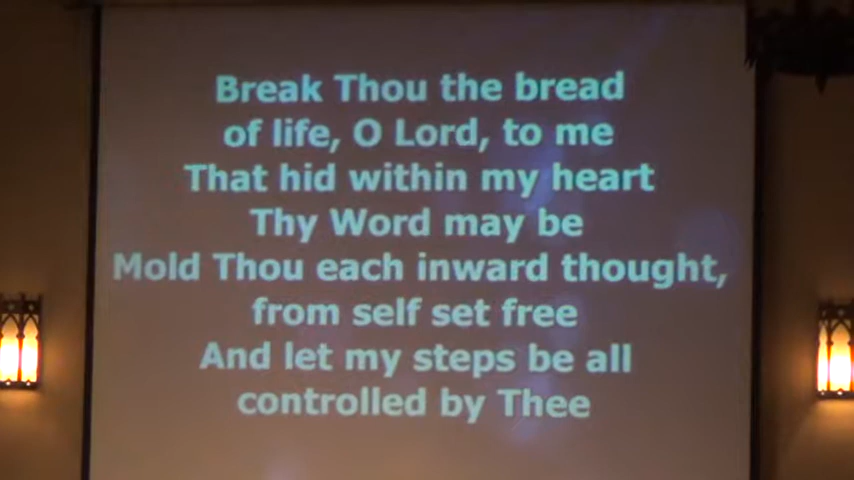 Break Thou the bread
of life, O Lord, to me
That hid within my heart
Thy Word may be
Mold Thou each inward thought,
from self set free
And let my steps be all
controlled by Thee